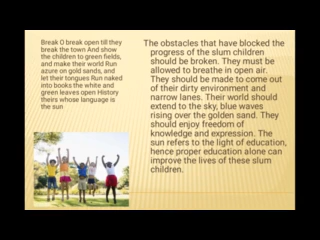 Break O break open till they
break the town And show
the children to green fields,
and make their world Run
azure on gold sands, and
let their tongues Run naked
into books the white and
green leaves open History
theirs whose language is
the sun
The obstacles that have blocked the
progress of the slum children
should be broken. They must be
allowed to breathe in open air.
They should be made to come out
of their dirty environment and
narrow lanes. Their world should
extend to the sky, blue waves
rising over the golden sand. They
should enjoy freedom of
knowledge and expression. The
sun refers to the light of education,
hence proper education alone can
improve the lives of these slum
children.